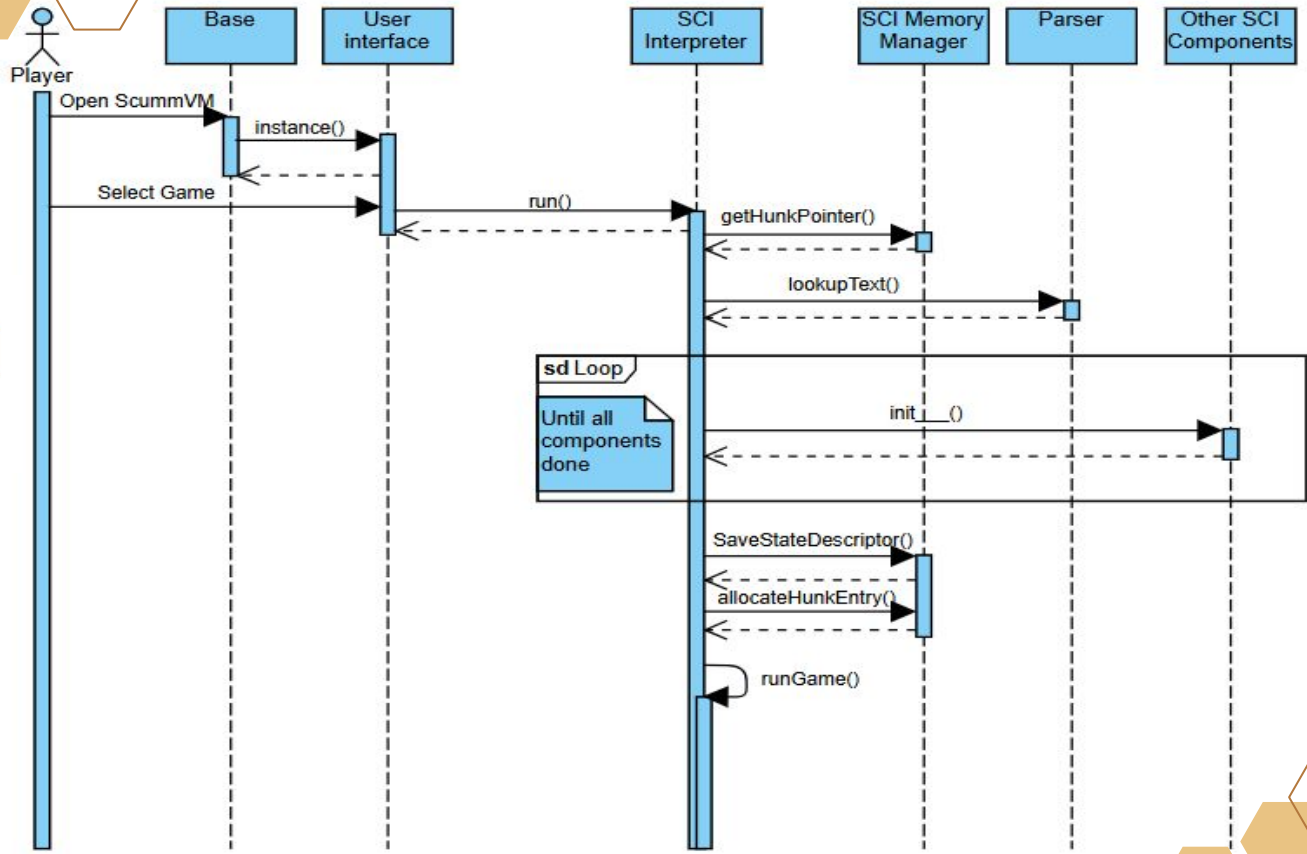 Base
User
interface
SCI
Interpreter
SCI Memory
Manager
Parser
Other SCI
Components
Player
Open ScummVM
instance()
Select Game
run()
getHunkPointer()
lookupText()
sd Loop
Until all
components
done
init___()
SaveStateDescriptor()
allocateHunkEntry()
runGame()